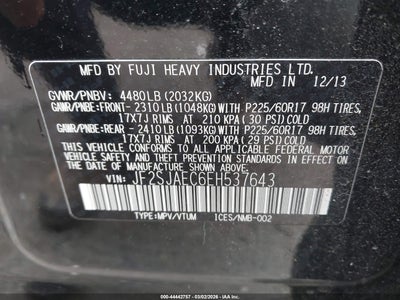 MFD BY FUJI HEAVY INDUSTRIES LTD.
MFD IN 12/13
GVWR/PNBV: 4480LB (2032KG)
GAWR/PNBE:FRONT- 2310LB (1048KG) WITH P225/60R17 98H TIRES,
17X7J RIMS AT 210 KPA (30 PSI) COLD
GAWR/PNBE:REAR - 2410LB (1093KG) WITH P225/60R17 98H TIRES,
17X7J RIMS AT 200 KPA (29 PSI) COLD
THIS VEHICLE CONFORMS TO ALL APPLICABLE FEDERAL MOTOR
VEHICLE SAFETY, BUMPER, AND THEFT PREVENTION STANDARDS
IN EFFECT ON THE DATE OF MANUFACTURE SHOWN ABOVE.
VIN: JF2SJAEC6EH537643
TYPE:MPV/VTUM 1CES/NMB-002
000-44442757 - 03/02/2026 - IAAI.COM